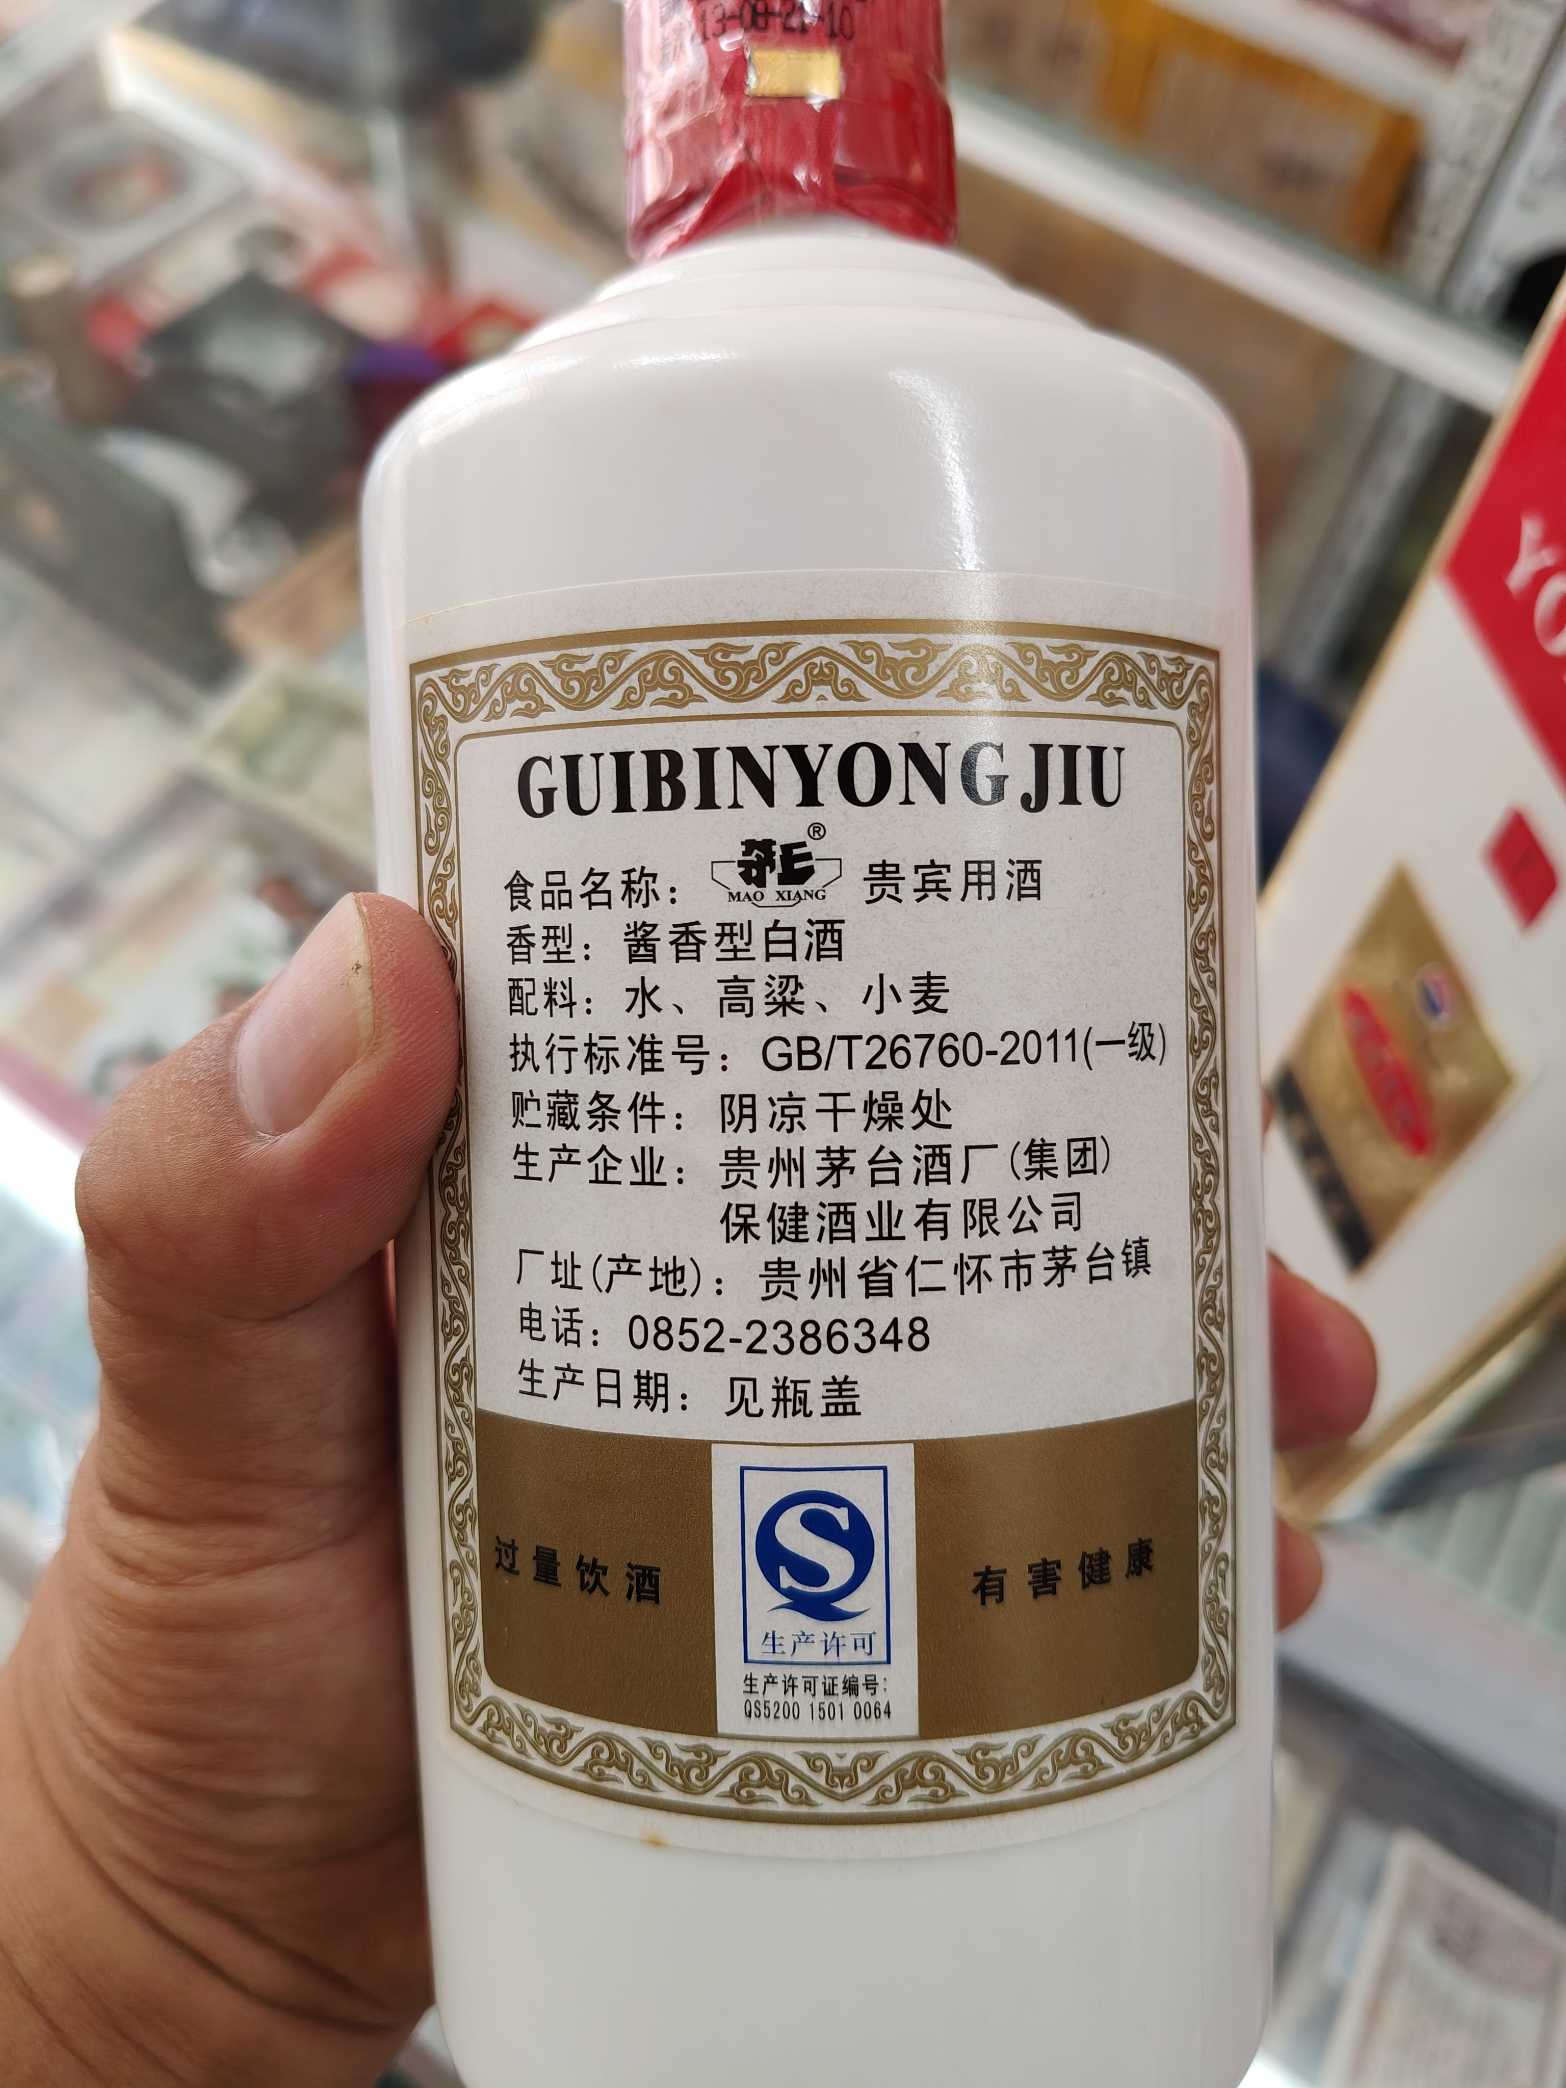 13-08-21-10
GUIBINYONG JIU
食品名称： MAO XIANG ® 贵宾用酒
香型：酱香型白酒
配料：水、高粱、小麦
执行标准号：GB/T26760-2011(一级)
贮藏条件：阴凉干燥处
生产企业：贵州茅台酒厂(集团)
保健酒业有限公司
厂址(产地)：贵州省仁怀市茅台镇
电话：0852-2386348
生产日期：见瓶盖
过量饮酒 有害健康
生产许可
生产许可证编号：
QS5200 1501 0064
YO